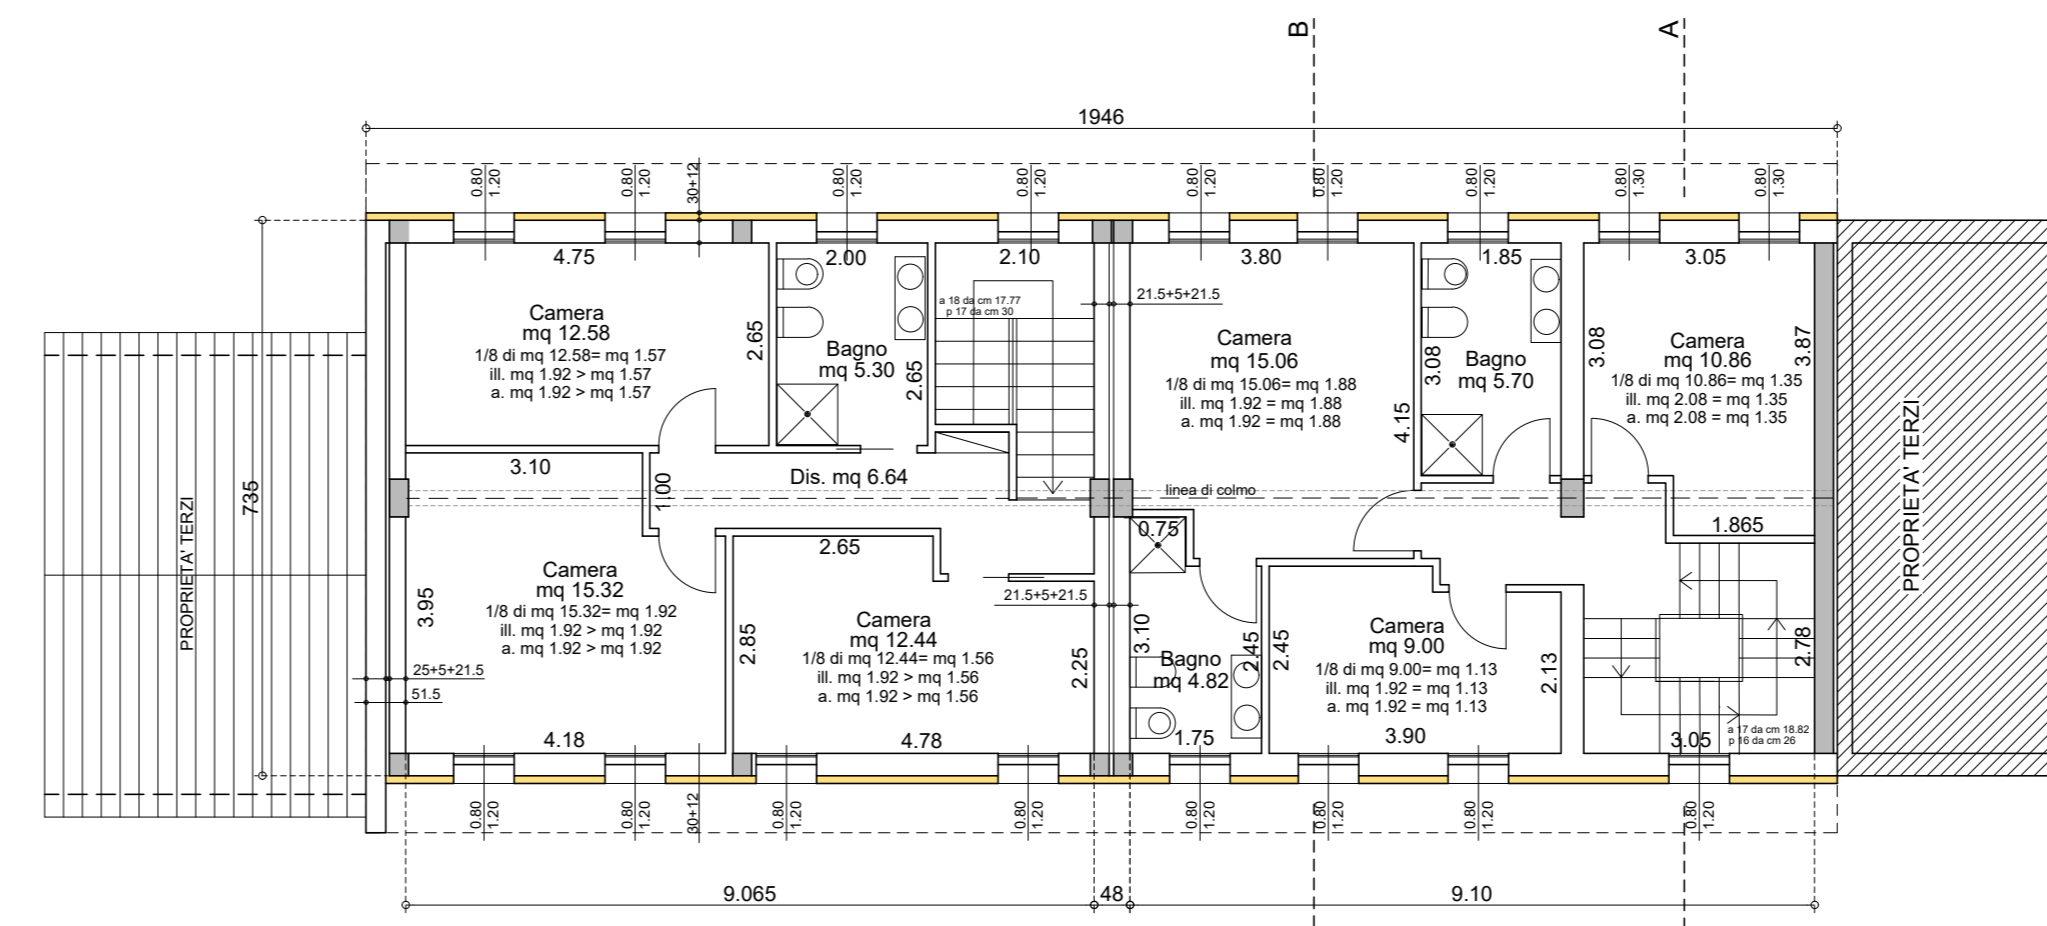 B
A
1946
0.80
1.20
0.80
1.20
30+12
0.80
1.20
0.80
1.20
0.80
1.20
0.80
1.20
0.80
1.20
0.80
1.30
0.80
1.30
4.75
2.00
2.10
3.80
1.85
3.05
a 18 da cm 17.77
p 17 da cm 30
21.5+5+21.5
Camera
mq 12.58
1/8 di mq 12.58= mq 1.57
ill. mq 1.92 > mq 1.57
a. mq 1.92 > mq 1.57
2.65
Bagno
mq 5.30
2.65
Camera
mq 15.06
1/8 di mq 15.06= mq 1.88
ill. mq 1.92 = mq 1.88
a. mq 1.92 = mq 1.88
4.15
3.08
Bagno
mq 5.70
3.08
Camera
mq 10.86
1/8 di mq 10.86= mq 1.35
ill. mq 2.08 = mq 1.35
a. mq 2.08 = mq 1.35
3.87
PROPRIETA' TERZI
735
PROPRIETA' TERZI
3.10
1.00
Dis. mq 6.64
linea di colmo
0.75
1.865
2.65
3.95
Camera
mq 15.32
1/8 di mq 15.32= mq 1.92
ill. mq 1.92 > mq 1.92
a. mq 1.92 > mq 1.92
25+5+21.5
51.5
4.18
2.85
Camera
mq 12.44
1/8 di mq 12.44= mq 1.56
ill. mq 1.92 > mq 1.56
a. mq 1.92 > mq 1.56
4.78
21.5+5+21.5
2.25
3.10
Bagno
mq 4.82
2.45
1.75
2.45
Camera
mq 9.00
1/8 di mq 9.00= mq 1.13
ill. mq 1.92 = mq 1.13
a. mq 1.92 = mq 1.13
2.13
3.90
2.78
a 17 da cm 18.82
p 16 da cm 26
3.05
0.80
1.20
0.80
1.20
30+12
0.80
1.20
0.80
1.20
0.80
1.20
0.80
1.20
0.80
1.20
0.80
1.20
9.065
48
9.10